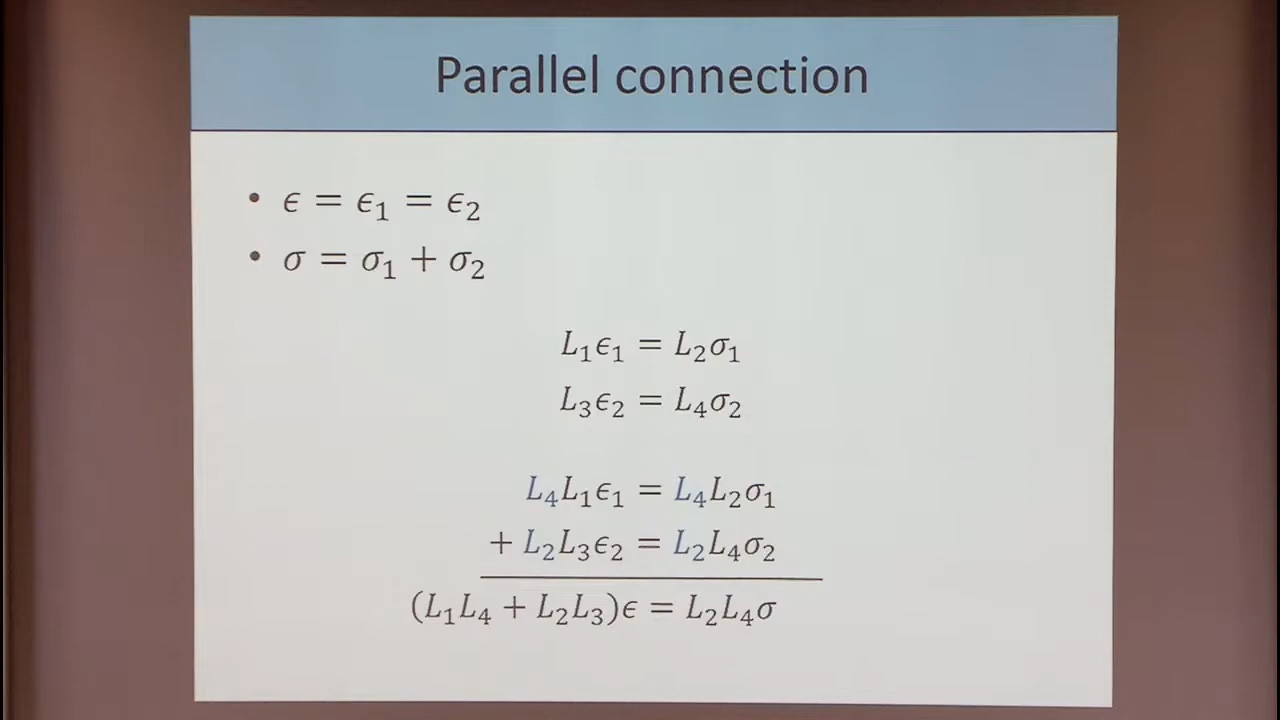 Parallel connection
• ϵ = ϵ₁ = ϵ₂
• σ = σ₁ + σ₂
L₁ϵ₁ = L₂σ₁
L₃ϵ₂ = L₄σ₂
L₄L₁ϵ₁ = L₄L₂σ₁
+ L₂L₃ϵ₂ = L₂L₄σ₂
(L₁L₄ + L₂L₃)ϵ = L₂L₄σ